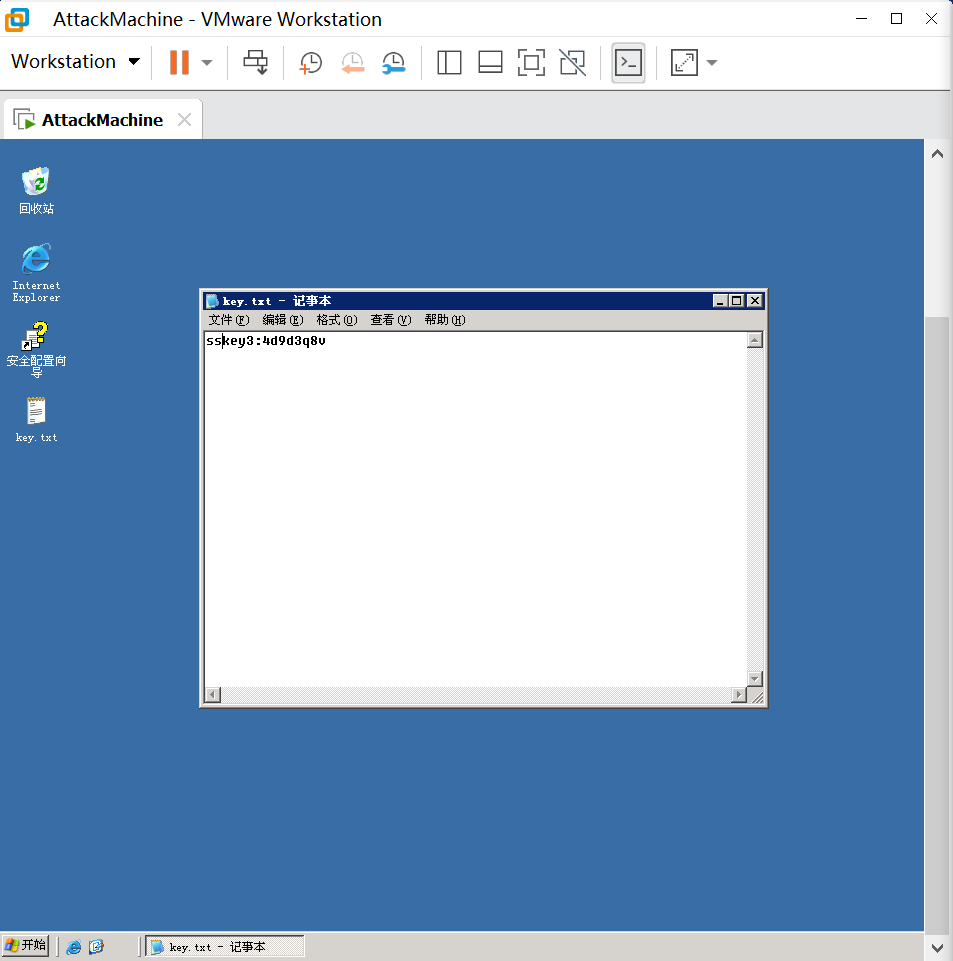 AttackMachine - VMware Workstation
Workstation
AttackMachine
回收站
Internet
Explorer
安全配置向
导
key.txt
key.txt - 记事本
文件(F) 编辑(E) 格式(O) 查看(V) 帮助(H)
sskey3:4d9d3q8v
开始
key.txt - 记事本